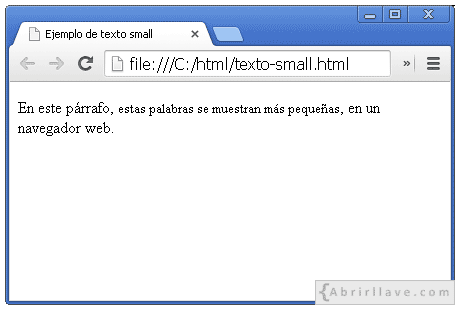 Ejemplo de texto small
file:///C:/html/texto-small.html
En este párrafo, estas palabras se muestran más pequeñas, en un
navegador web.
{Abrirllave.com